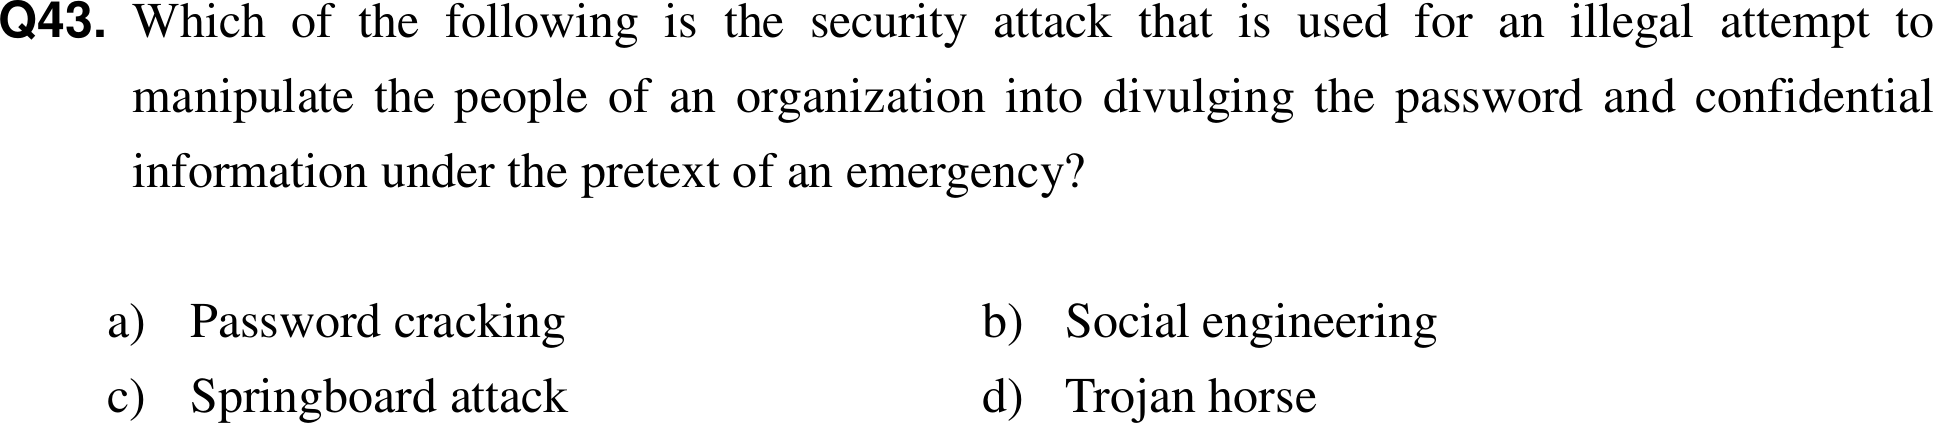 Q43. Which of the following is the security attack that is used for an illegal attempt to
manipulate the people of an organization into divulging the password and confidential
information under the pretext of an emergency?
a) Password cracking b) Social engineering
c) Springboard attack d) Trojan horse